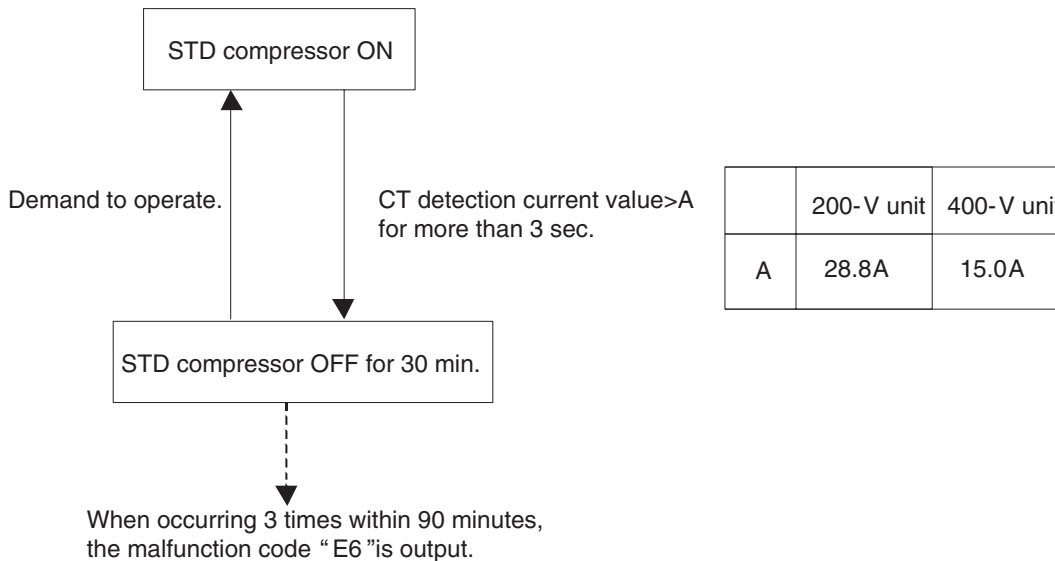 STD compressor ON
Demand to operate.
CT detection current value>A
for more than 3 sec.
200-V unit 400-V unit
A 28.8A 15.0A
STD compressor OFF for 30 min.
When occurring 3 times within 90 minutes,
the malfunction code “E6”is output.